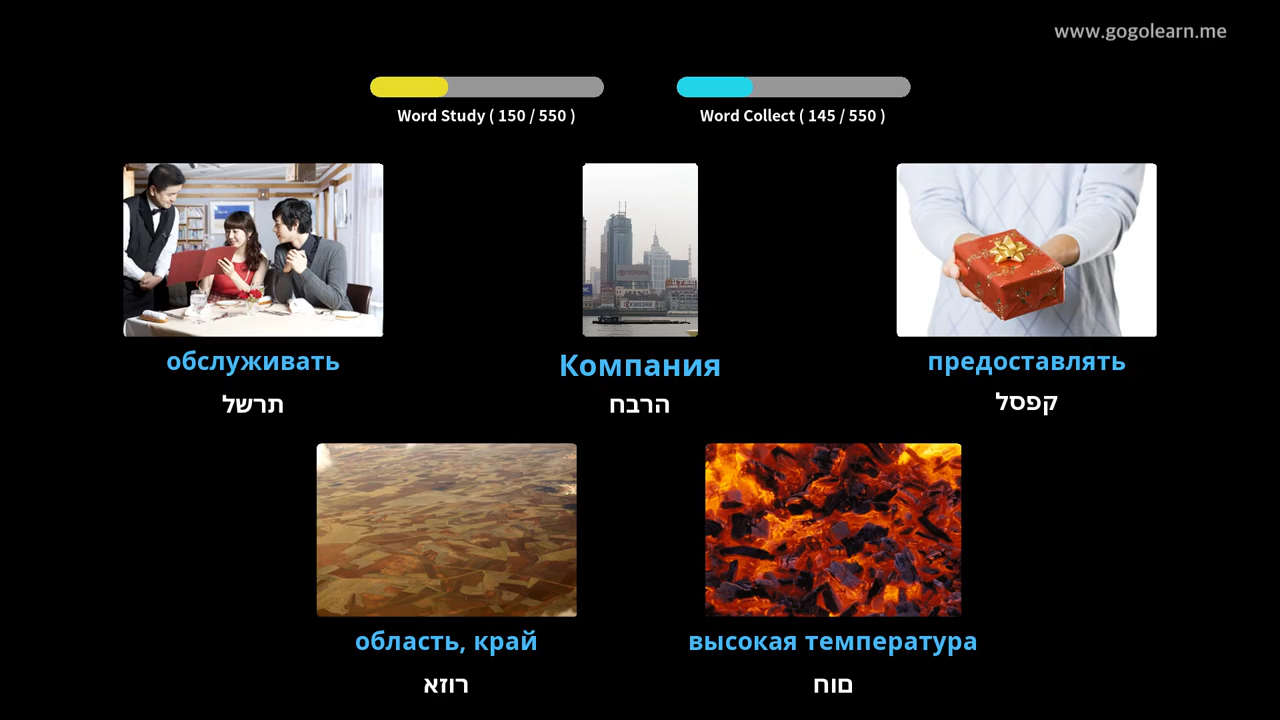 www.gogolearn.me
Word Study ( 150 / 550 )
Word Collect ( 145 / 550 )
обслуживать
תרשל
Компания
הרבח
предоставлять
קפסל
область, край
רוזא
высокая температура
םוח